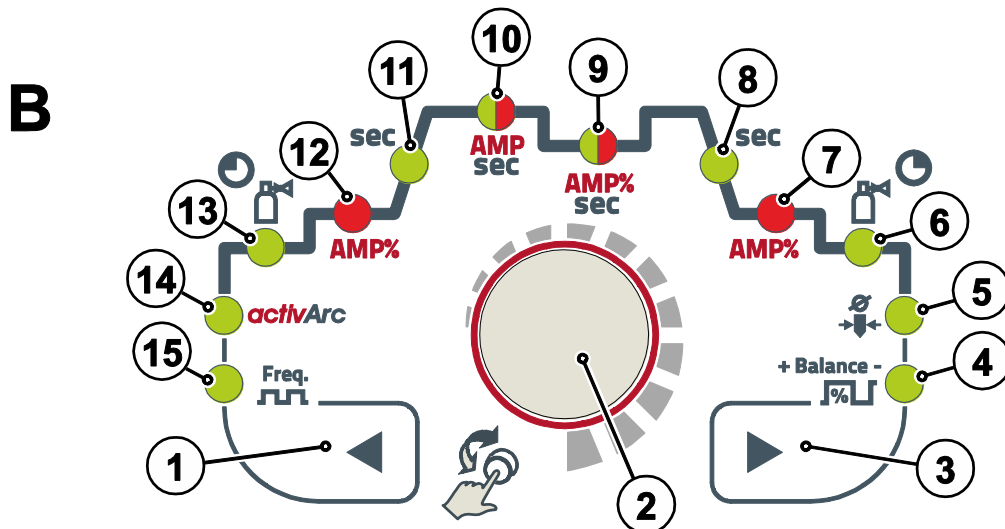 B
10
9
11
8
sec
AMP
sec
sec
12
AMP%
sec
7
13
AMP%
AMP%
6
14
activArc
5
15
Freq.
+ Balance -
%
4
1
3
2